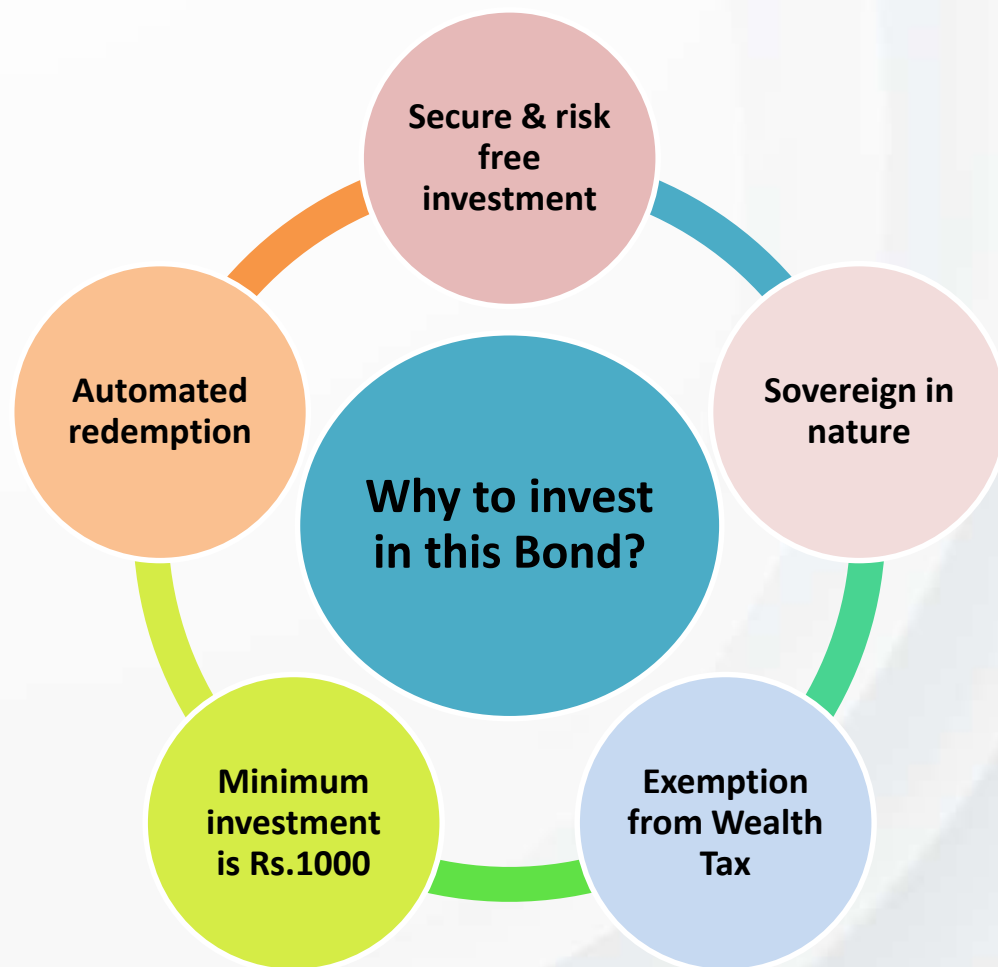 Secure & risk
free
investment
Sovereign in
nature
Exemption
from Wealth
Tax
Minimum
investment
is Rs.1000
Automated
redemption
Why to invest
in this Bond?